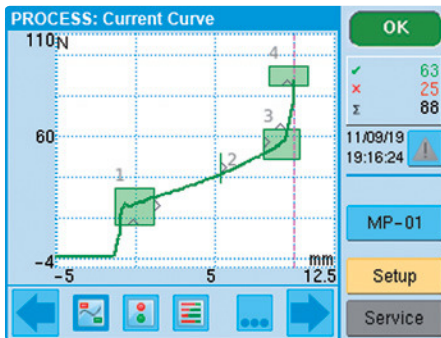 PROCESS: Current Curve
OK
110 N
4
✓ 63
× 25
Σ 88
3
60
11/09/19
19:16:24
2
1
MP-01
-4
mm
-5 5 12.5
Setup
Service